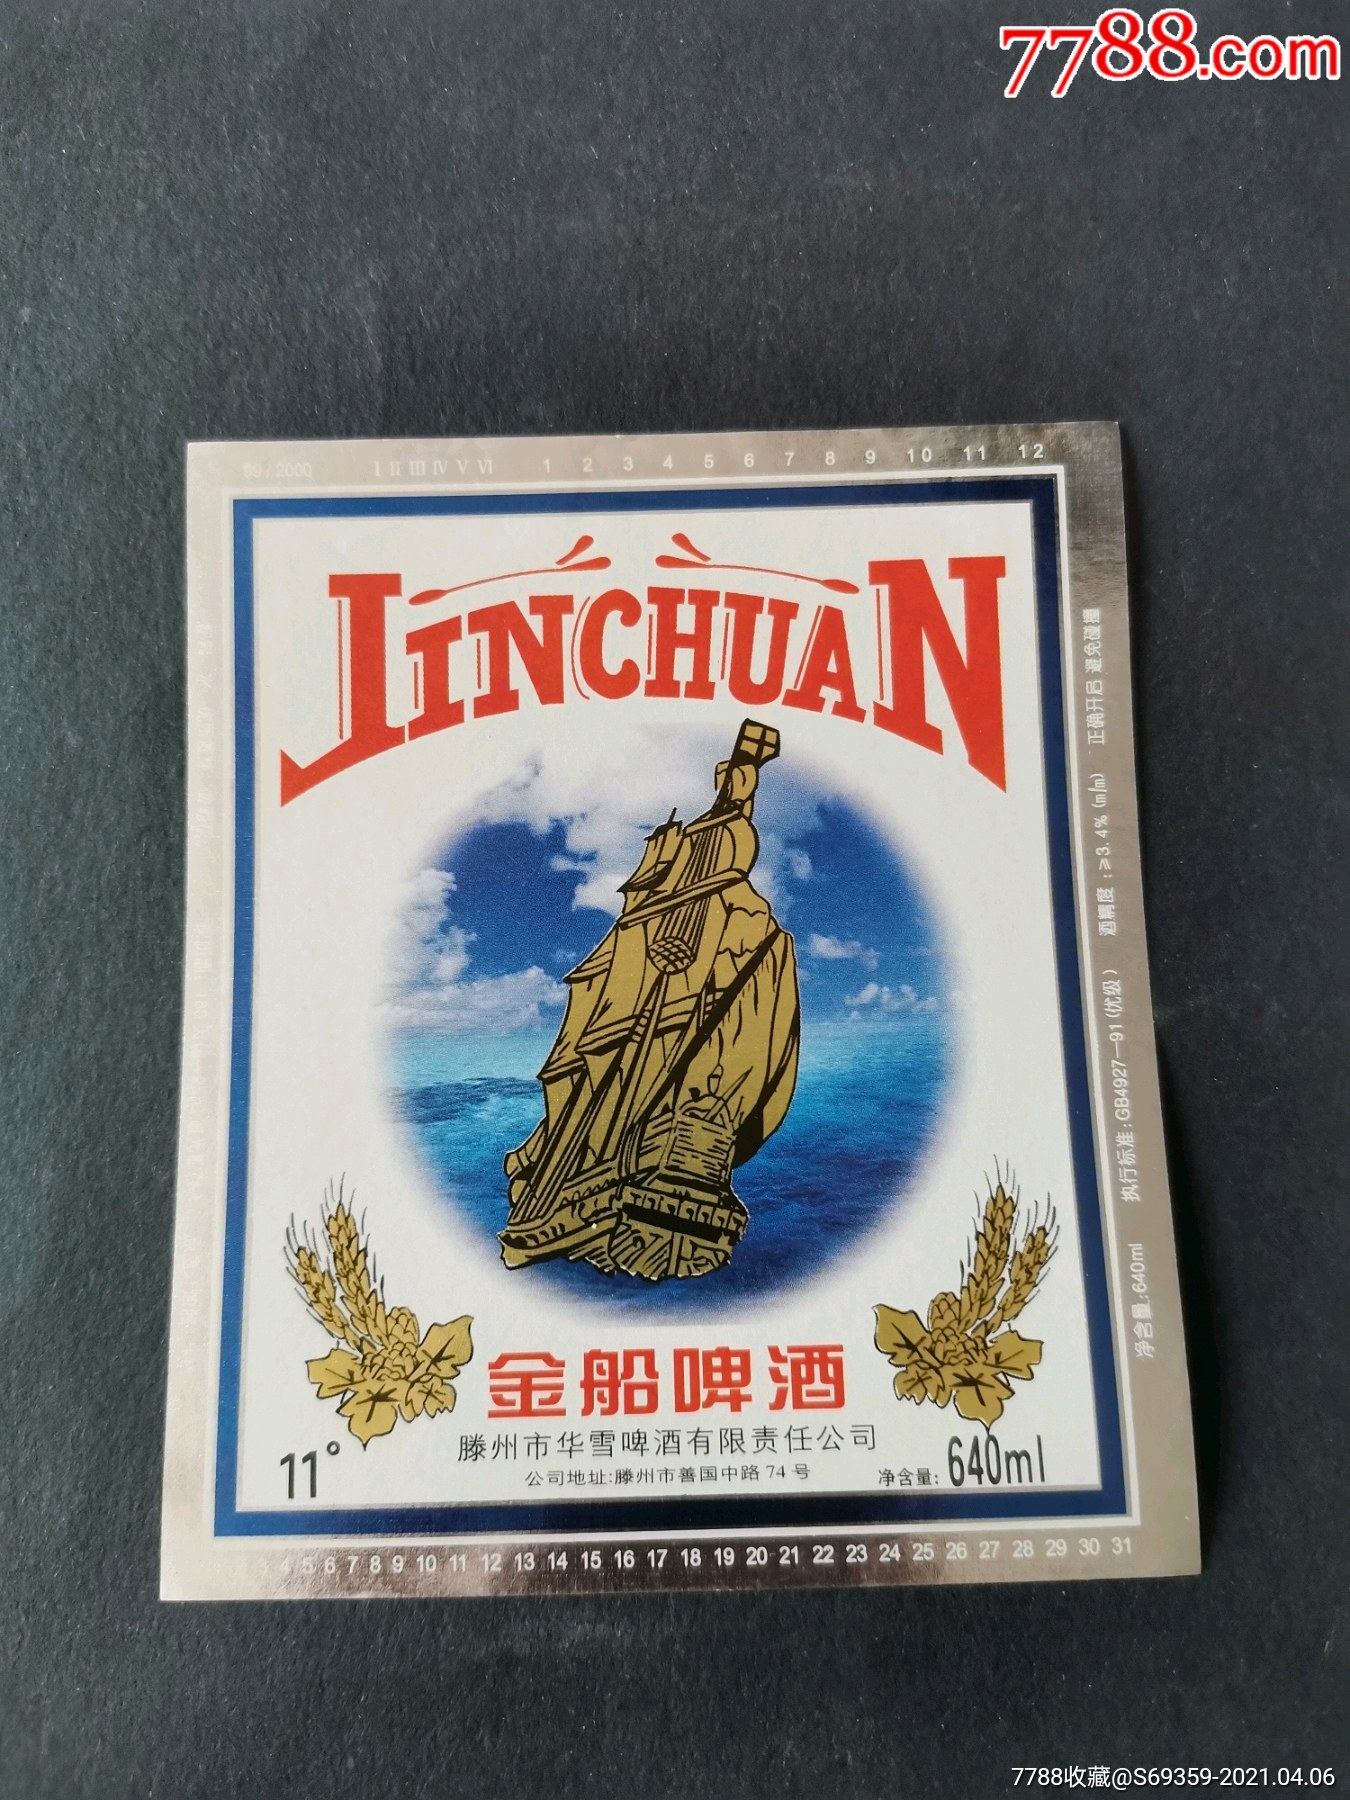 7788.com
99/2000 I II III IV V VI 1 2 3 4 5 6 7 8 9 10 11 12
JINCHUAN
金船啤酒
滕州市华雪啤酒有限责任公司
公司地址:滕州市善国中路74号
11°
净含量: 640ml
3 4 5 6 7 8 9 10 11 12 13 14 15 16 17 18 19 20 21 22 23 24 25 26 27 28 29 30 31
净含量:640ml 执行标准:GB4927—91(优级) 酒精度:≥3.4%(m/m) 正确开启 避免碰撞
7788收藏@S69359-2021.04.06